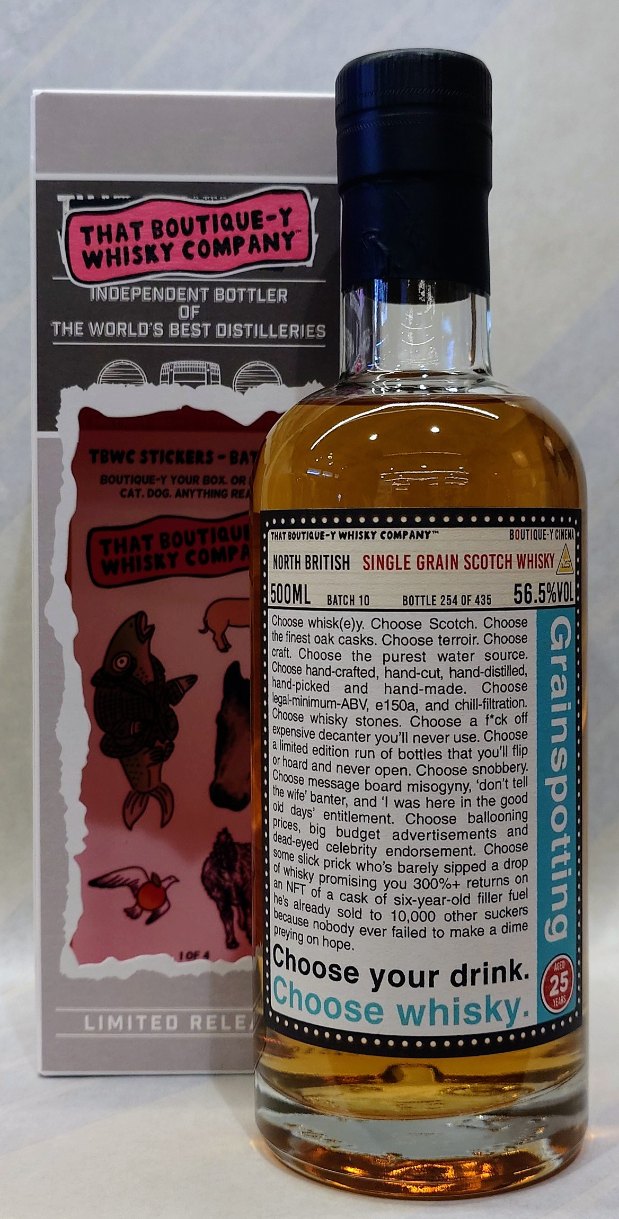 THAT BOUTIQUE-Y
WHISKY COMPANY™
INDEPENDENT BOTTLER
OF
THE WORLD'S BEST DISTILLERIES
TBWC STICKERS - BAT
BOUTIQUE-Y YOUR BOX. OR
CAT. DOG. ANYTHING REA
THAT BOUTIQUE
WHISKY COMPA
1 OF 4
LIMITED RELEA
THAT BOUTIQUE-Y WHISKY COMPANY™
BOUTIQUE-Y CINEMA
NORTH BRITISH SINGLE GRAIN SCOTCH WHISKY
500ML BATCH 10 BOTTLE 254 OF 435 56.5%VOL
Choose whisk(e)y. Choose Scotch. Choose
the finest oak casks. Choose terroir. Choose
craft. Choose the purest water source.
Choose hand-crafted, hand-cut, hand-distilled,
hand-picked and hand-made. Choose
legal-minimum-ABV, e150a, and chill-filtration.
Choose whisky stones. Choose a f*ck off
expensive decanter you'll never use. Choose
a limited edition run of bottles that you'll flip
or hoard and never open. Choose snobbery.
Choose message board misogyny, 'don't tell
the wife' banter, and 'I was here in the good
old days' entitlement. Choose ballooning
prices, big budget advertisements and
dead-eyed celebrity endorsement. Choose
some slick prick who's barely sipped a drop
of whisky promising you 300%+ returns on
an NFT of a cask of six-year-old filler fuel
he's already sold to 10,000 other suckers
because nobody ever failed to make a dime
preying on hope.
Choose your drink.
Choose whisky.
Grainspotting
AGED
25
YEARS